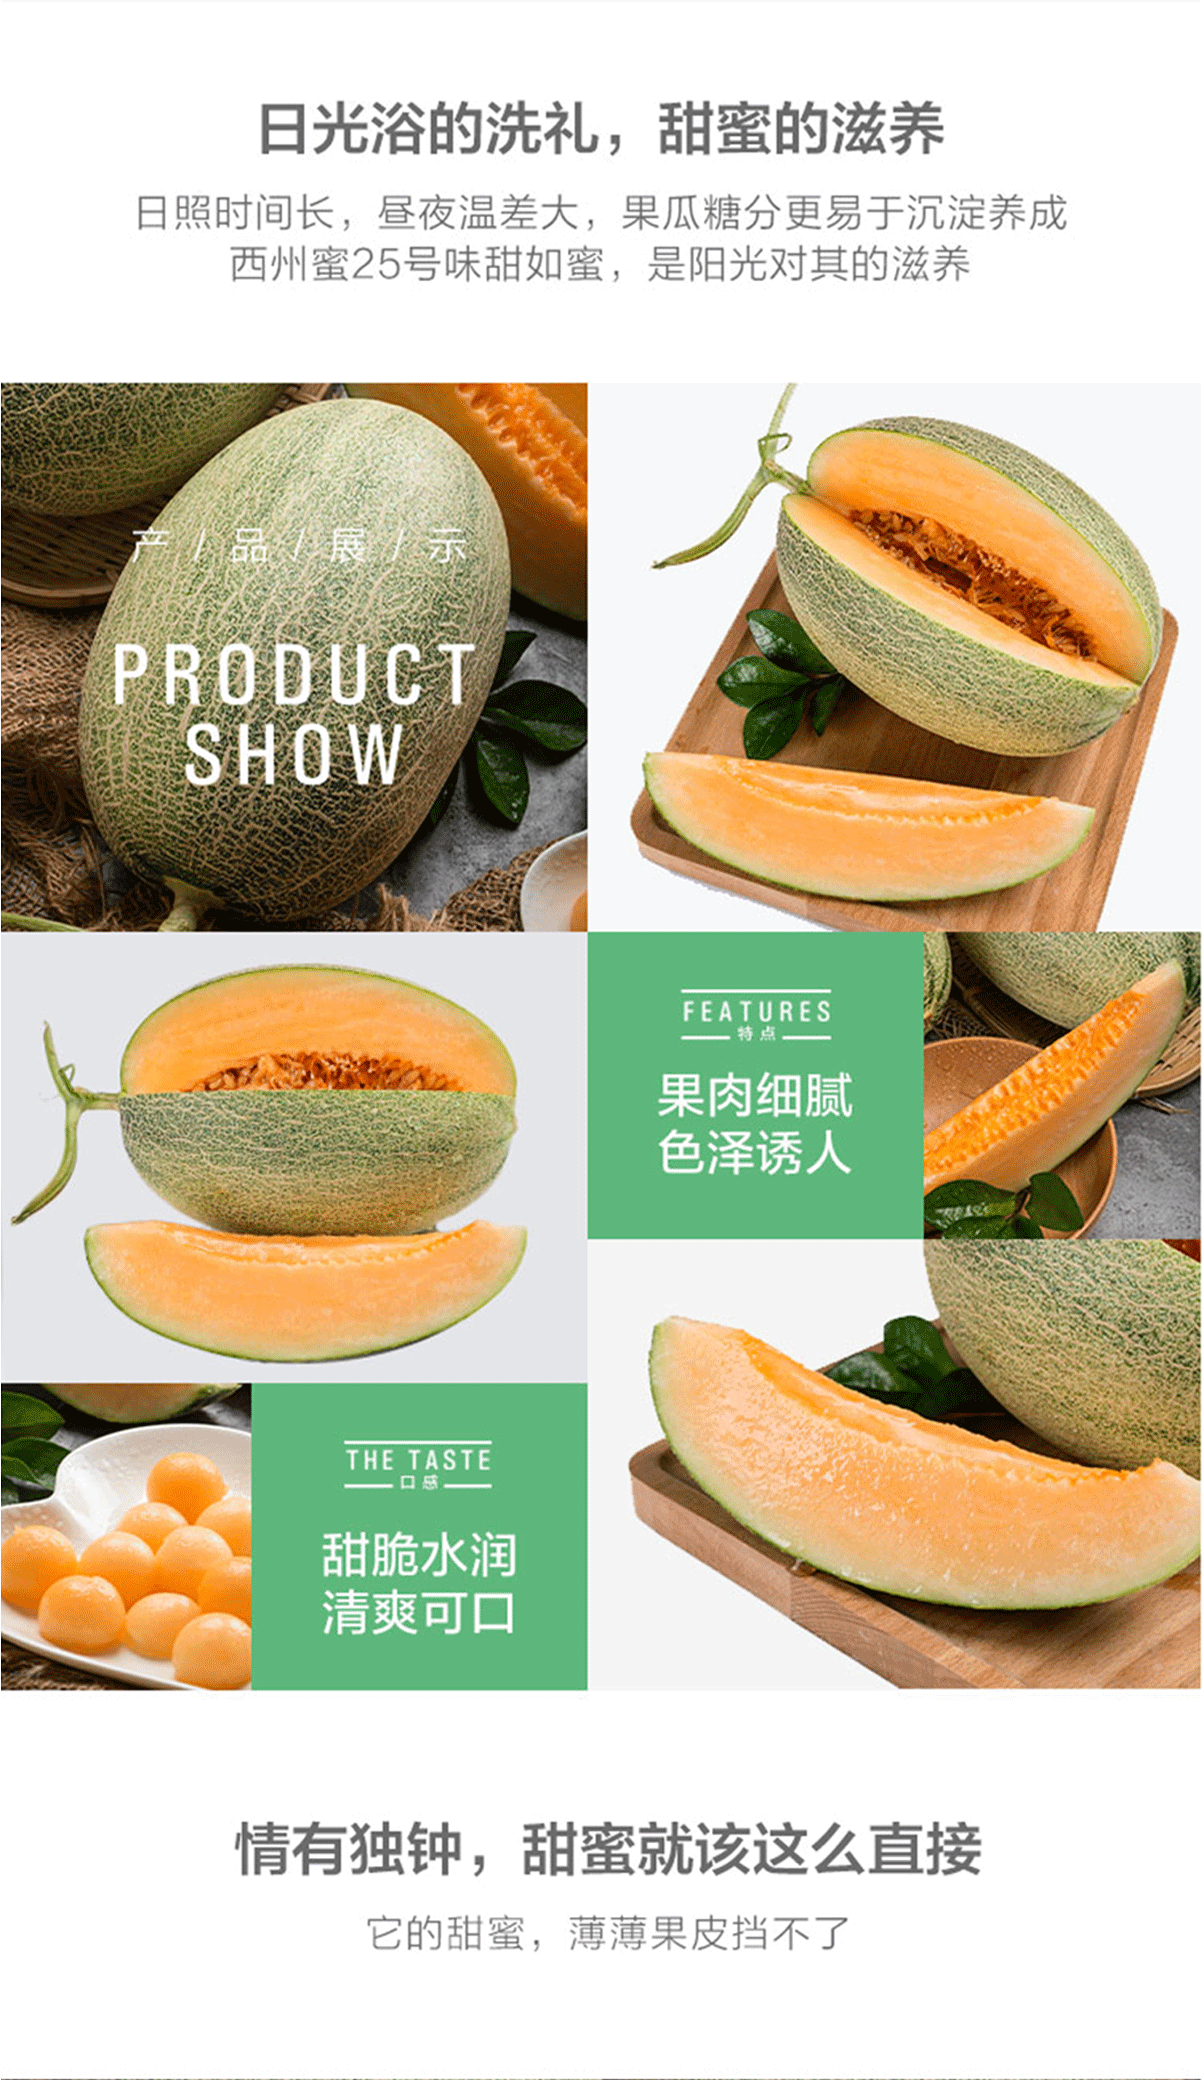 日光浴的洗礼，甜蜜的滋养
日照时间长，昼夜温差大，果瓜糖分更易于沉淀养成
西州蜜25号味甜如蜜，是阳光对其的滋养
产/品/展/示
PRODUCT
SHOW
FEATURES
特点
果肉细腻
色泽诱人
THE TASTE
口感
甜脆水润
清爽可口
情有独钟，甜蜜就该这么直接
它的甜蜜，薄薄果皮挡不了